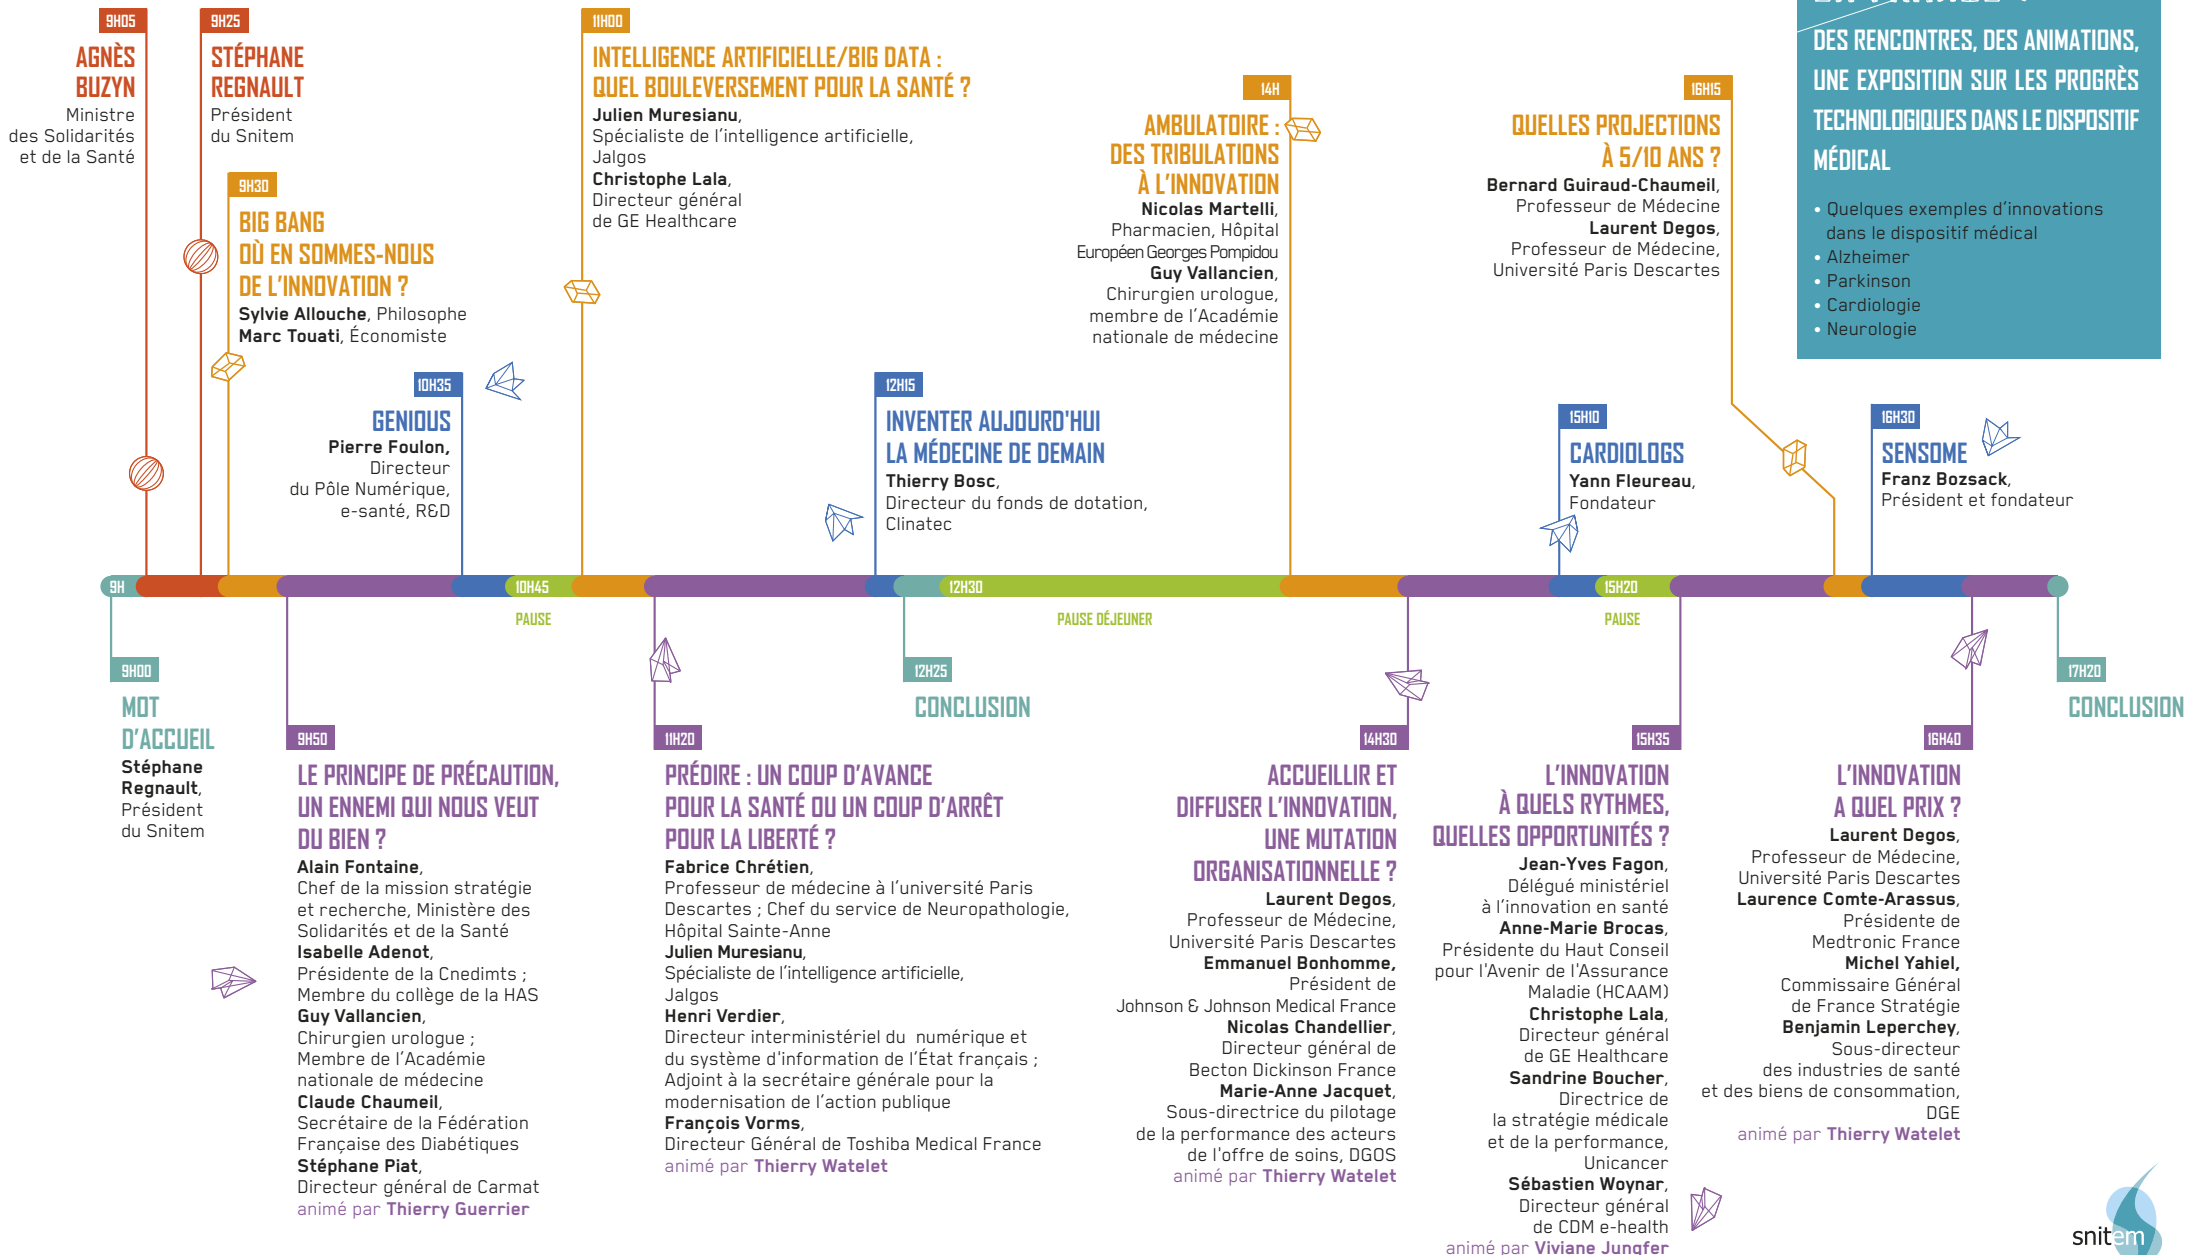 9H05
AGNÈS
BUZYN
Ministre
des Solidarités
et de la Santé
9H25
STÉPHANE
REGNAULT
Président
du Snitem
9H30
BIG BANG
OÙ EN SOMMES-NOUS
DE L'INNOVATION ?
Sylvie Allouche, Philosophe
Marc Touati, Économiste
10H35
GENIOUS
Pierre Foulon,
Directeur
du Pôle Numérique,
e-santé, R&D
11H00
INTELLIGENCE ARTIFICIELLE/BIG DATA :
QUEL BOULEVERSEMENT POUR LA SANTÉ ?
Julien Muresianu,
Spécialiste de l'intelligence artificielle,
Jalgos
Christophe Lala,
Directeur général
de GE Healthcare
12H15
INVENTER AUJOURD'HUI
LA MÉDECINE DE DEMAIN
Thierry Bosc,
Directeur du fonds de dotation,
Clinatec
14H
AMBULATOIRE :
DES TRIBULATIONS
À L'INNOVATION
Nicolas Martelli,
Pharmacien, Hôpital
Européen Georges Pompidou
Guy Vallancien,
Chirurgien urologue,
membre de l'Académie
nationale de médecine
15H10
CARDIOLOGS
Yann Fleureau,
Fondateur
16H15
QUELLES PROJECTIONS
À 5/10 ANS ?
Bernard Guiraud-Chaumeil,
Professeur de Médecine
Laurent Degos,
Professeur de Médecine,
Université Paris Descartes
16H30
SENSOME
Franz Bozsack,
Président et fondateur
DES RENCONTRES, DES ANIMATIONS,
UNE EXPOSITION SUR LES PROGRÈS
TECHNOLOGIQUES DANS LE DISPOSITIF
MÉDICAL
• Quelques exemples d'innovations
dans le dispositif médical
• Alzheimer
• Parkinson
• Cardiologie
• Neurologie
9H
10H45
12H30
15H20
PAUSE
PAUSE DÉJEUNER
PAUSE
9H00
MOT
D'ACCUEIL
Stéphane
Regnault,
Président
du Snitem
9H50
LE PRINCIPE DE PRÉCAUTION,
UN ENNEMI QUI NOUS VEUT
DU BIEN ?
Alain Fontaine,
Chef de la mission stratégie
et recherche, Ministère des
Solidarités et de la Santé
Isabelle Adenot,
Présidente de la Cnedimts ;
Membre du collège de la HAS
Guy Vallancien,
Chirurgien urologue ;
Membre de l'Académie
nationale de médecine
Claude Chaumeil,
Secrétaire de la Fédération
Française des Diabétiques
Stéphane Piat,
Directeur général de Carmat
animé par Thierry Guerrier
11H20
PRÉDIRE : UN COUP D'AVANCE
POUR LA SANTÉ OU UN COUP D'ARRÊT
POUR LA LIBERTÉ ?
Fabrice Chrétien,
Professeur de médecine à l'université Paris
Descartes ; Chef du service de Neuropathologie,
Hôpital Sainte-Anne
Julien Muresianu,
Spécialiste de l'intelligence artificielle,
Jalgos
Henri Verdier,
Directeur interministériel du numérique et
du système d'information de l'État français ;
Adjoint à la secrétaire générale pour la
modernisation de l'action publique
François Vorms,
Directeur Général de Toshiba Medical France
animé par Thierry Watelet
12H25
CONCLUSION
14H30
ACCUEILLIR ET
DIFFUSER L'INNOVATION,
UNE MUTATION
ORGANISATIONNELLE ?
Laurent Degos,
Professeur de Médecine,
Université Paris Descartes
Emmanuel Bonhomme,
Président de
Johnson & Johnson Medical France
Nicolas Chandellier,
Directeur général de
Becton Dickinson France
Marie-Anne Jacquet,
Sous-directrice du pilotage
de la performance des acteurs
de l'offre de soins, DGOS
animé par Thierry Watelet
15H35
L'INNOVATION
À QUELS RYTHMES,
QUELLES OPPORTUNITÉS ?
Jean-Yves Fagon,
Délégué ministériel
à l'innovation en santé
Anne-Marie Brocas,
Présidente du Haut Conseil
pour l'Avenir de l'Assurance
Maladie (HCAAM)
Christophe Lala,
Directeur général
de GE Healthcare
Sandrine Boucher,
Directrice de
la stratégie médicale
et de la performance,
Unicancer
Sébastien Woynar,
Directeur général
de CDM e-health
animé par Viviane Jungfer
16H40
L'INNOVATION
A QUEL PRIX ?
Laurent Degos,
Professeur de Médecine,
Université Paris Descartes
Laurence Comte-Arassus,
Présidente de
Medtronic France
Michel Yahiel,
Commissaire Général
de France Stratégie
Benjamin Leperchey,
Sous-directeur
des industries de santé
et des biens de consommation,
DGE
animé par Thierry Watelet
17H20
CONCLUSION
snitem